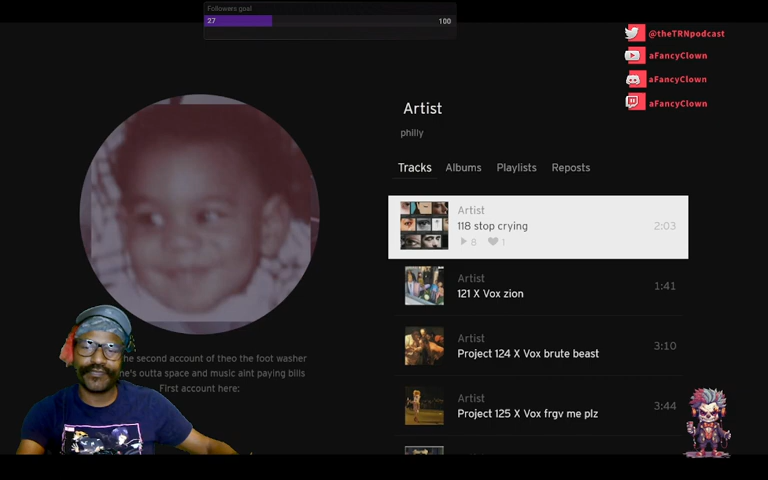 Followers goal
27
100
@theTRNpodcast
aFancyClown
aFancyClown
aFancyClown
Artist
philly
Tracks
Albums
Playlists
Reposts
Artist
118 stop crying
2:03
8
1
Artist
121 X Vox zion
1:41
Artist
Project 124 X Vox brute beast
3:10
Artist
Project 125 X Vox frgv me plz
3:44
he second account of theo the foot washer
ne's outta space and music aint paying bills
FIrst account here: